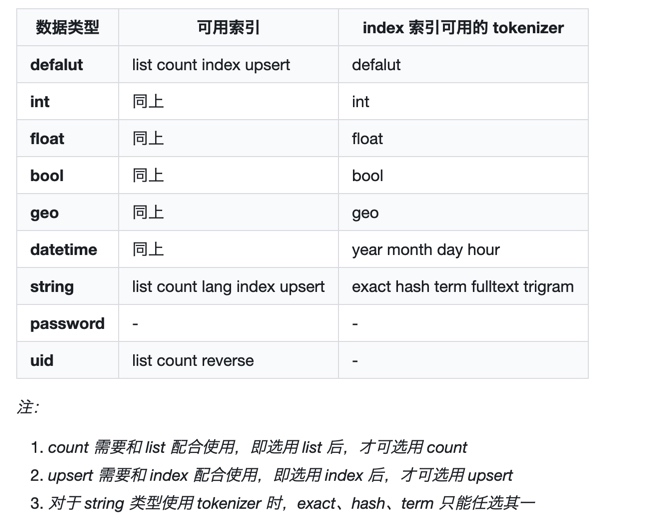 数据类型 可用索引 index 索引可用的 tokenizer
defalut list count index upsert defalut
int 同上 int
float 同上 float
bool 同上 bool
geo 同上 geo
datetime 同上 year month day hour
string list count lang index upsert exact hash term fulltext trigram
password - -
uid list count reverse -
注：
1. count 需要和 list 配合使用，即选用 list 后，才可选用 count
2. upsert 需要和 index 配合使用，即选用 index 后，才可选用 upsert
3. 对于 string 类型使用 tokenizer 时，exact、hash、term 只能任选其一